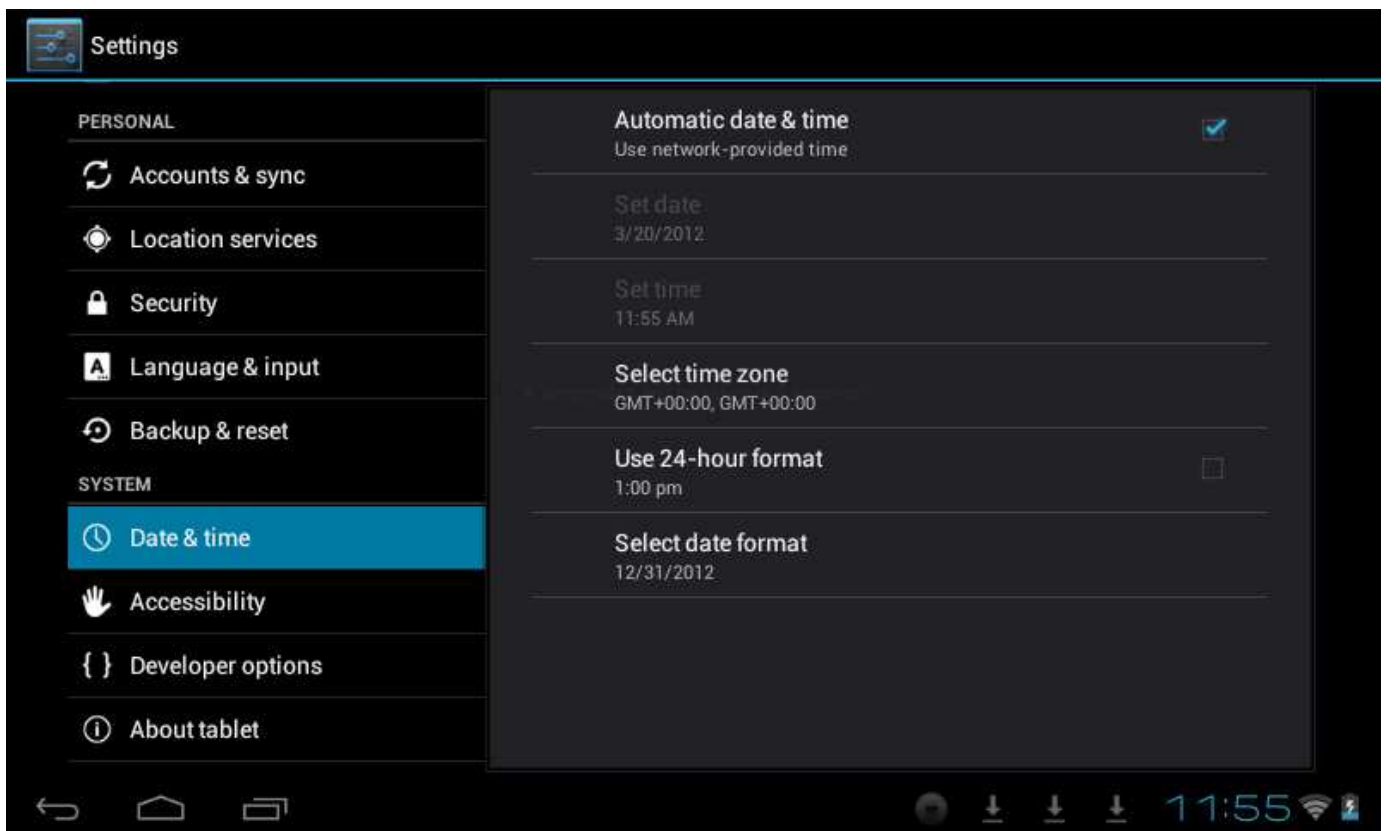 Settings
PERSONAL
Accounts & sync
Location services
Security
Language & input
Backup & reset
SYSTEM
Date & time
Accessibility
Developer options
About tablet
Automatic date & time
Use network-provided time
Set date
3/20/2012
Set time
11:55 AM
Select time zone
GMT+00:00, GMT+00:00
Use 24-hour format
1:00 pm
Select date format
12/31/2012
11:55